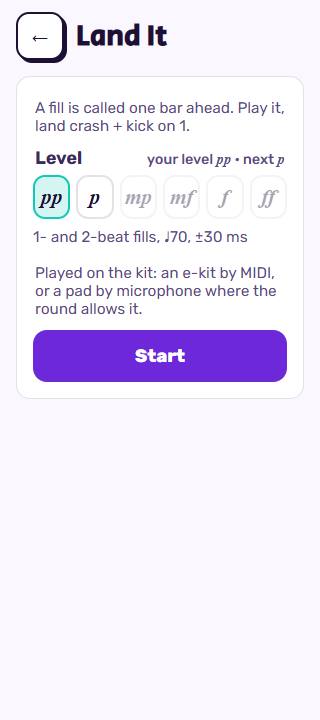 ← Land It
A fill is called one bar ahead. Play it,
land crash + kick on 1.
Level your level pp • next p
pp p mp mf f ff
1- and 2-beat fills, ♩70, ±30 ms
Played on the kit: an e-kit by MIDI,
or a pad by microphone where the
round allows it.
Start